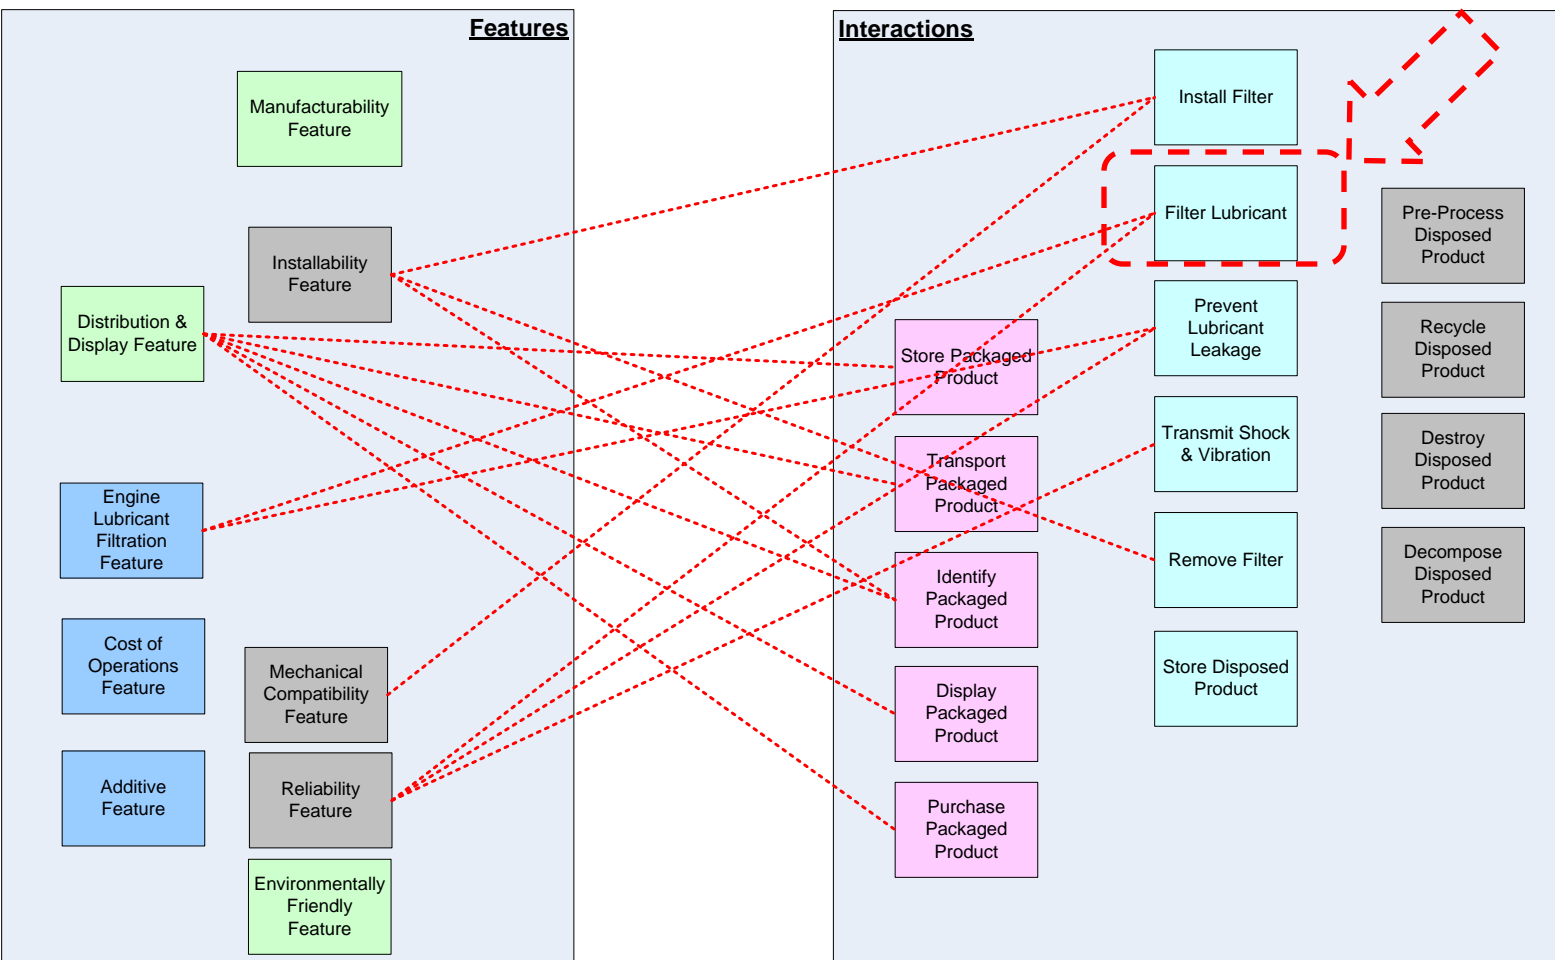 Features
Manufacturability
Feature
Installability
Feature
Distribution &
Display Feature
Engine
Lubricant
Filtration
Feature
Cost of
Operations
Feature
Mechanical
Compatibility
Feature
Additive
Feature
Reliability
Feature
Environmentally
Friendly
Feature
Interactions
Install Filter
Filter Lubricant
Prevent
Lubricant
Leakage
Transmit Shock
& Vibration
Remove Filter
Store Disposed
Product
Store Packaged
Product
Transport
Packaged
Product
Identify
Packaged
Product
Display
Packaged
Product
Purchase
Packaged
Product
Pre-Process
Disposed
Product
Recycle
Disposed
Product
Destroy
Disposed
Product
Decompose
Disposed
Product